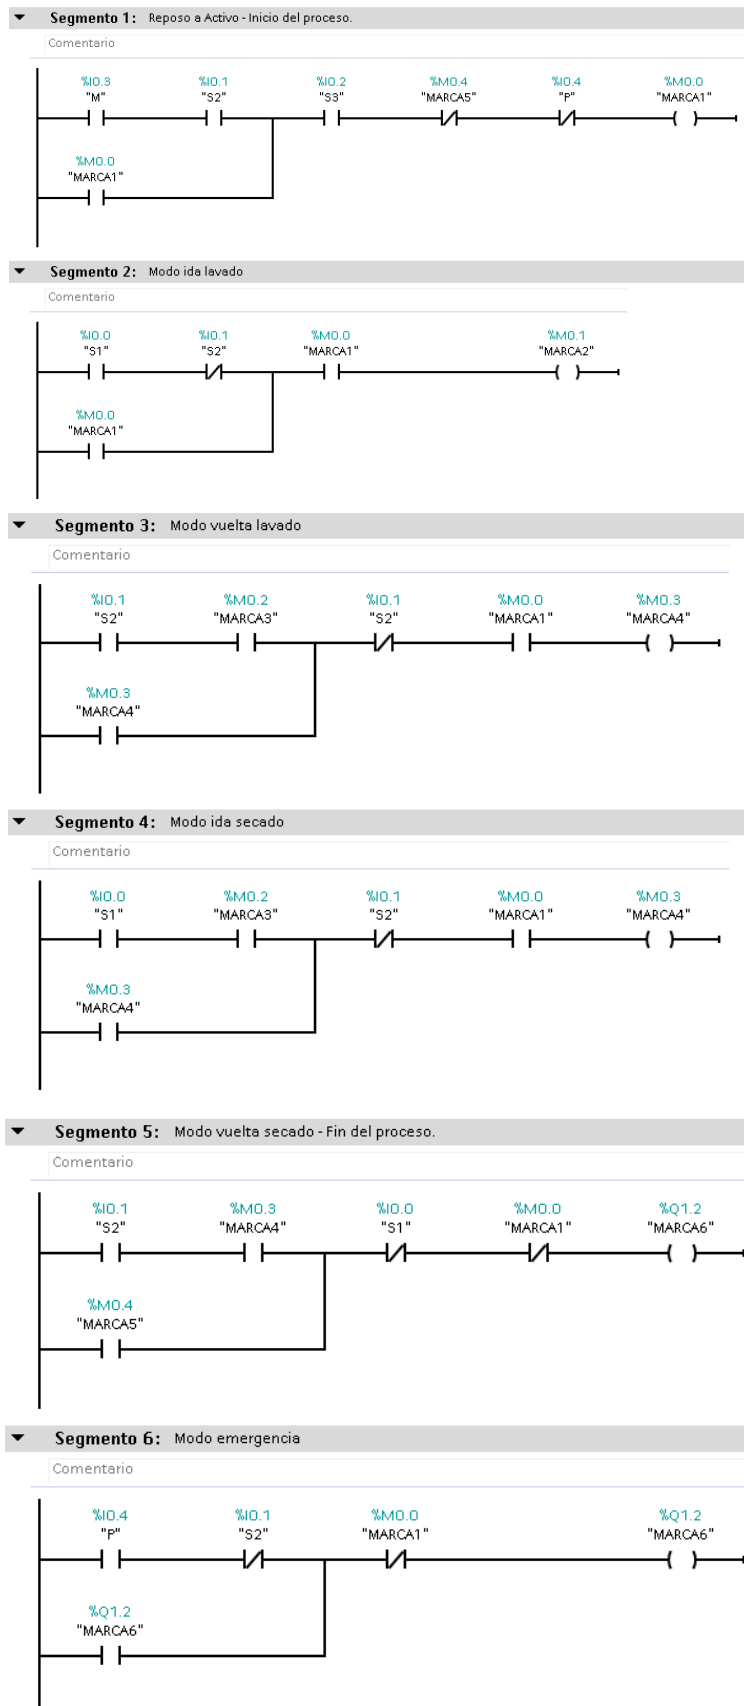 Segmento 1: Reposo a Activo - Inicio del proceso.
Comentario
%I0.3 %I0.1 %I0.2 %M0.4 %I0.4 %M0.0
"M" "S2" "S3" "MARCA5" "P" "MARCA1"
%M0.0
"MARCA1"
Segmento 2: Modo ida lavado
Comentario
%I0.0 %I0.1 %M0.0 %M0.1
"S1" "S2" "MARCA1" "MARCA2"
%M0.0
"MARCA1"
Segmento 3: Modo vuelta lavado
Comentario
%I0.1 %M0.2 %I0.1 %M0.0 %M0.3
"S2" "MARCA3" "S2" "MARCA1" "MARCA4"
%M0.3
"MARCA4"
Segmento 4: Modo ida secado
Comentario
%I0.0 %M0.2 %I0.1 %M0.0 %M0.3
"S1" "MARCA3" "S2" "MARCA1" "MARCA4"
%M0.3
"MARCA4"
Segmento 5: Modo vuelta secado - Fin del proceso.
Comentario
%I0.1 %M0.3 %I0.0 %M0.0 %Q1.2
"S2" "MARCA4" "S1" "MARCA1" "MARCA6"
%M0.4
"MARCA5"
Segmento 6: Modo emergencia
Comentario
%I0.4 %I0.1 %M0.0 %Q1.2
"P" "S2" "MARCA1" "MARCA6"
%Q1.2
"MARCA6"